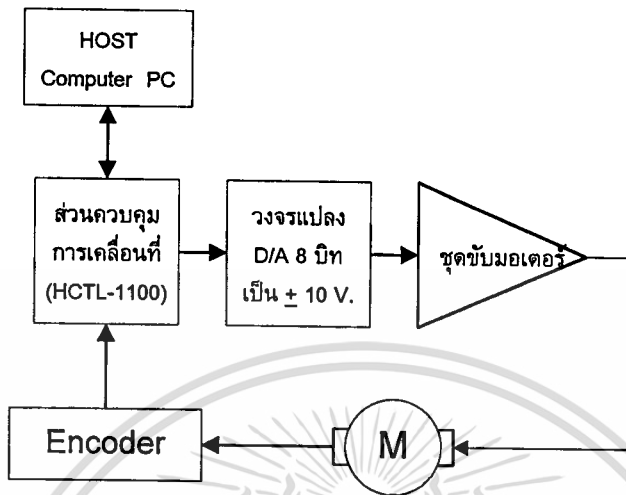 HOST
Computer PC
ส่วนควบคุม
การเคลื่อนที่
(HCTL-1100)
วงจรแปลง
D/A 8 บิท
เป็น ± 10 V.
ชุดขับมอเตอร์
Encoder
M